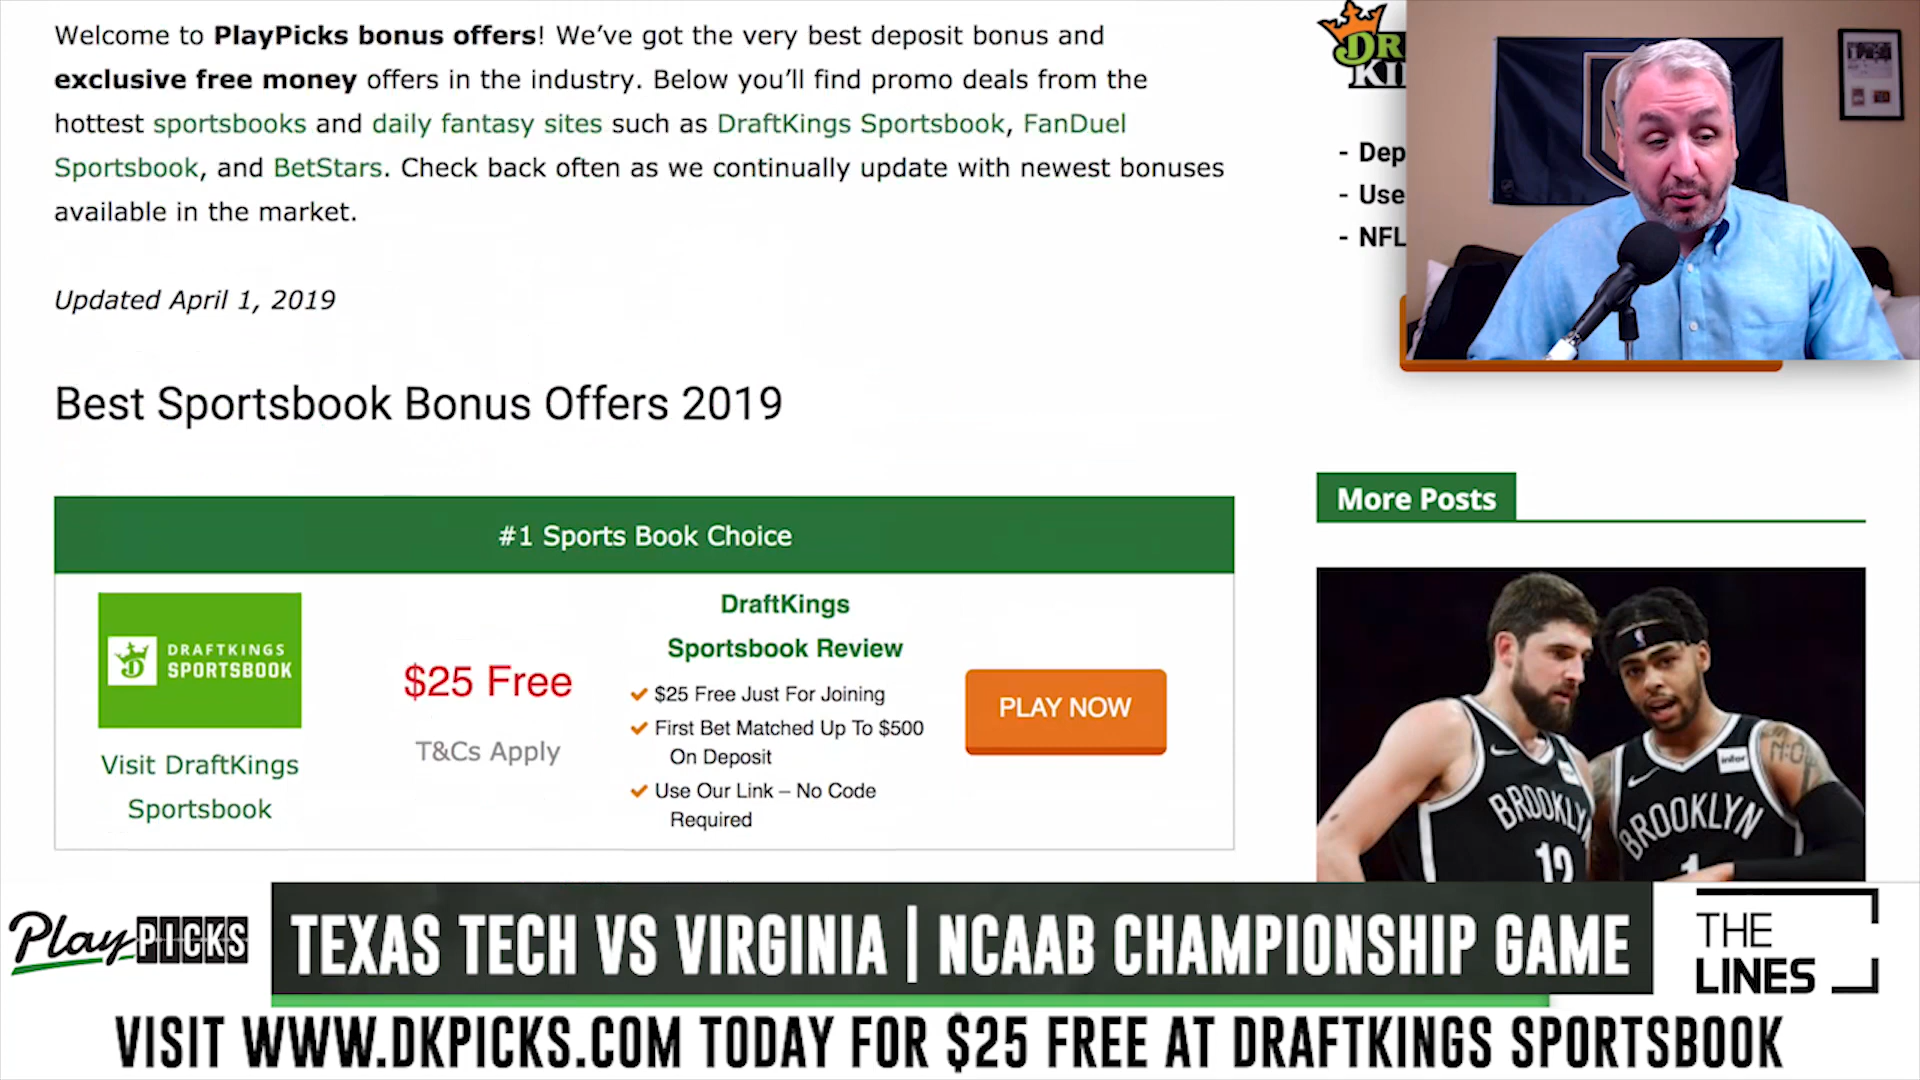 Welcome to PlayPicks bonus offers! We've got the very best deposit bonus and
exclusive free money offers in the industry. Below you'll find promo deals from the
hottest sportsbooks and daily fantasy sites such as DraftKings Sportsbook, FanDuel
Sportsbook, and BetStars. Check back often as we continually update with newest bonuses
available in the market.
Updated April 1, 2019
Best Sportsbook Bonus Offers 2019
#1 Sports Book Choice
DRAFTKINGS
SPORTSBOOK
Visit DraftKings
Sportsbook
$25 Free
T&Cs Apply
DraftKings
Sportsbook Review
$25 Free Just For Joining
First Bet Matched Up To $500
On Deposit
Use Our Link – No Code
Required
PLAY NOW
DR
KI
- Dep
- Use
- NFL
More Posts
BROOKLYN
12
BROOKLYN
1
infor
PlayPICKS
TEXAS TECH VS VIRGINIA | NCAAB CHAMPIONSHIP GAME
THE
LINES
VISIT WWW.DKPICKS.COM TODAY FOR $25 FREE AT DRAFTKINGS SPORTSBOOK